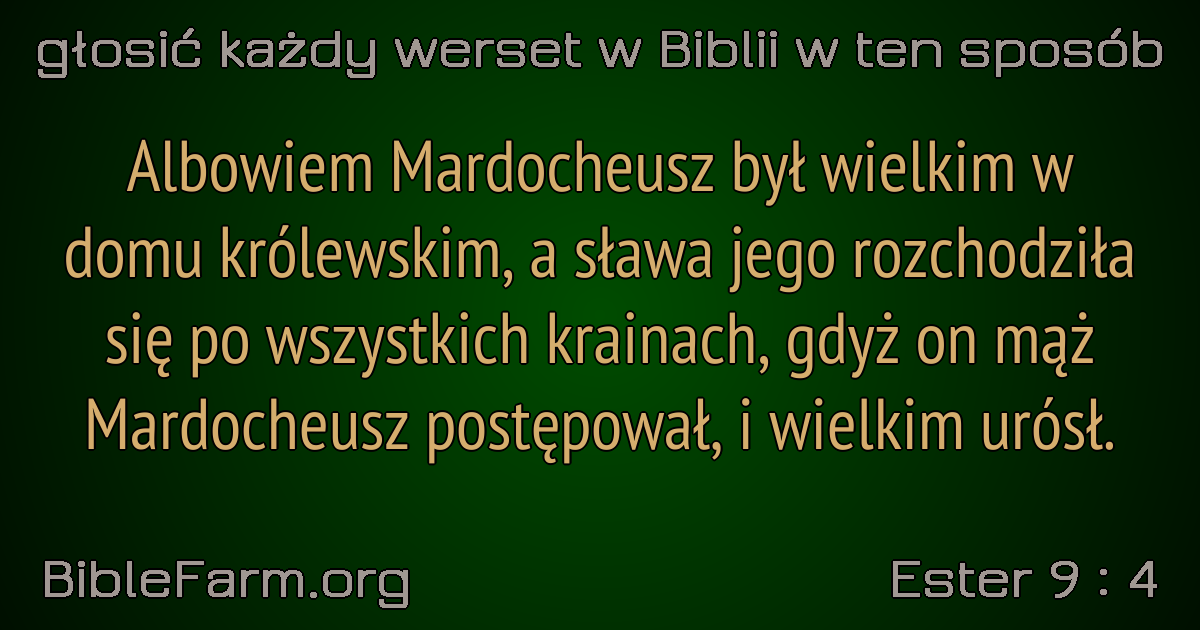 głosić każdy werset w Biblii w ten sposób
Albowiem Mardocheusz był wielkim w
domu królewskim, a sława jego rozchodziła
się po wszystkich krainach, gdyż on mąż
Mardocheusz postępował, i wielkim urósł.
BibleFarm.org
Ester 9 : 4